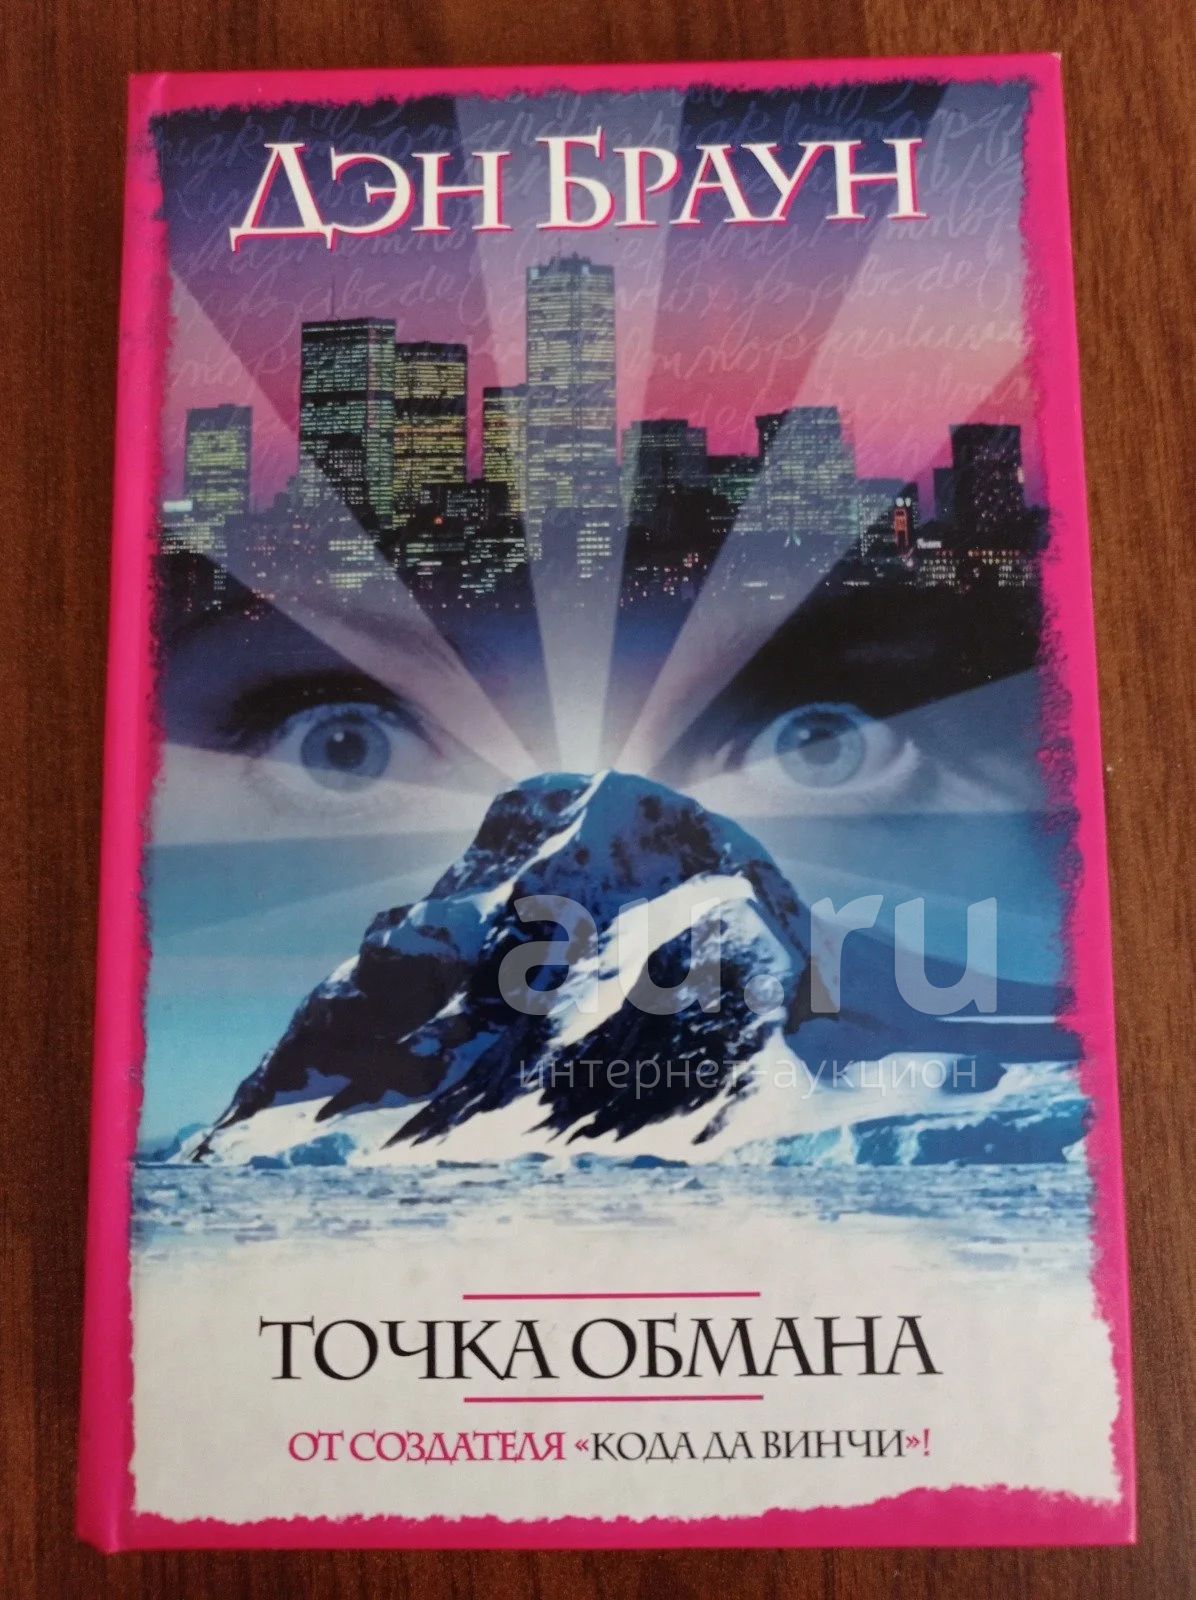 ДЭН БРАУН
au.ru
интернет-аукцион
ТОЧКА ОБМАНА
ОТ СОЗДАТЕЛЯ «КОДА ДА ВИНЧИ»!